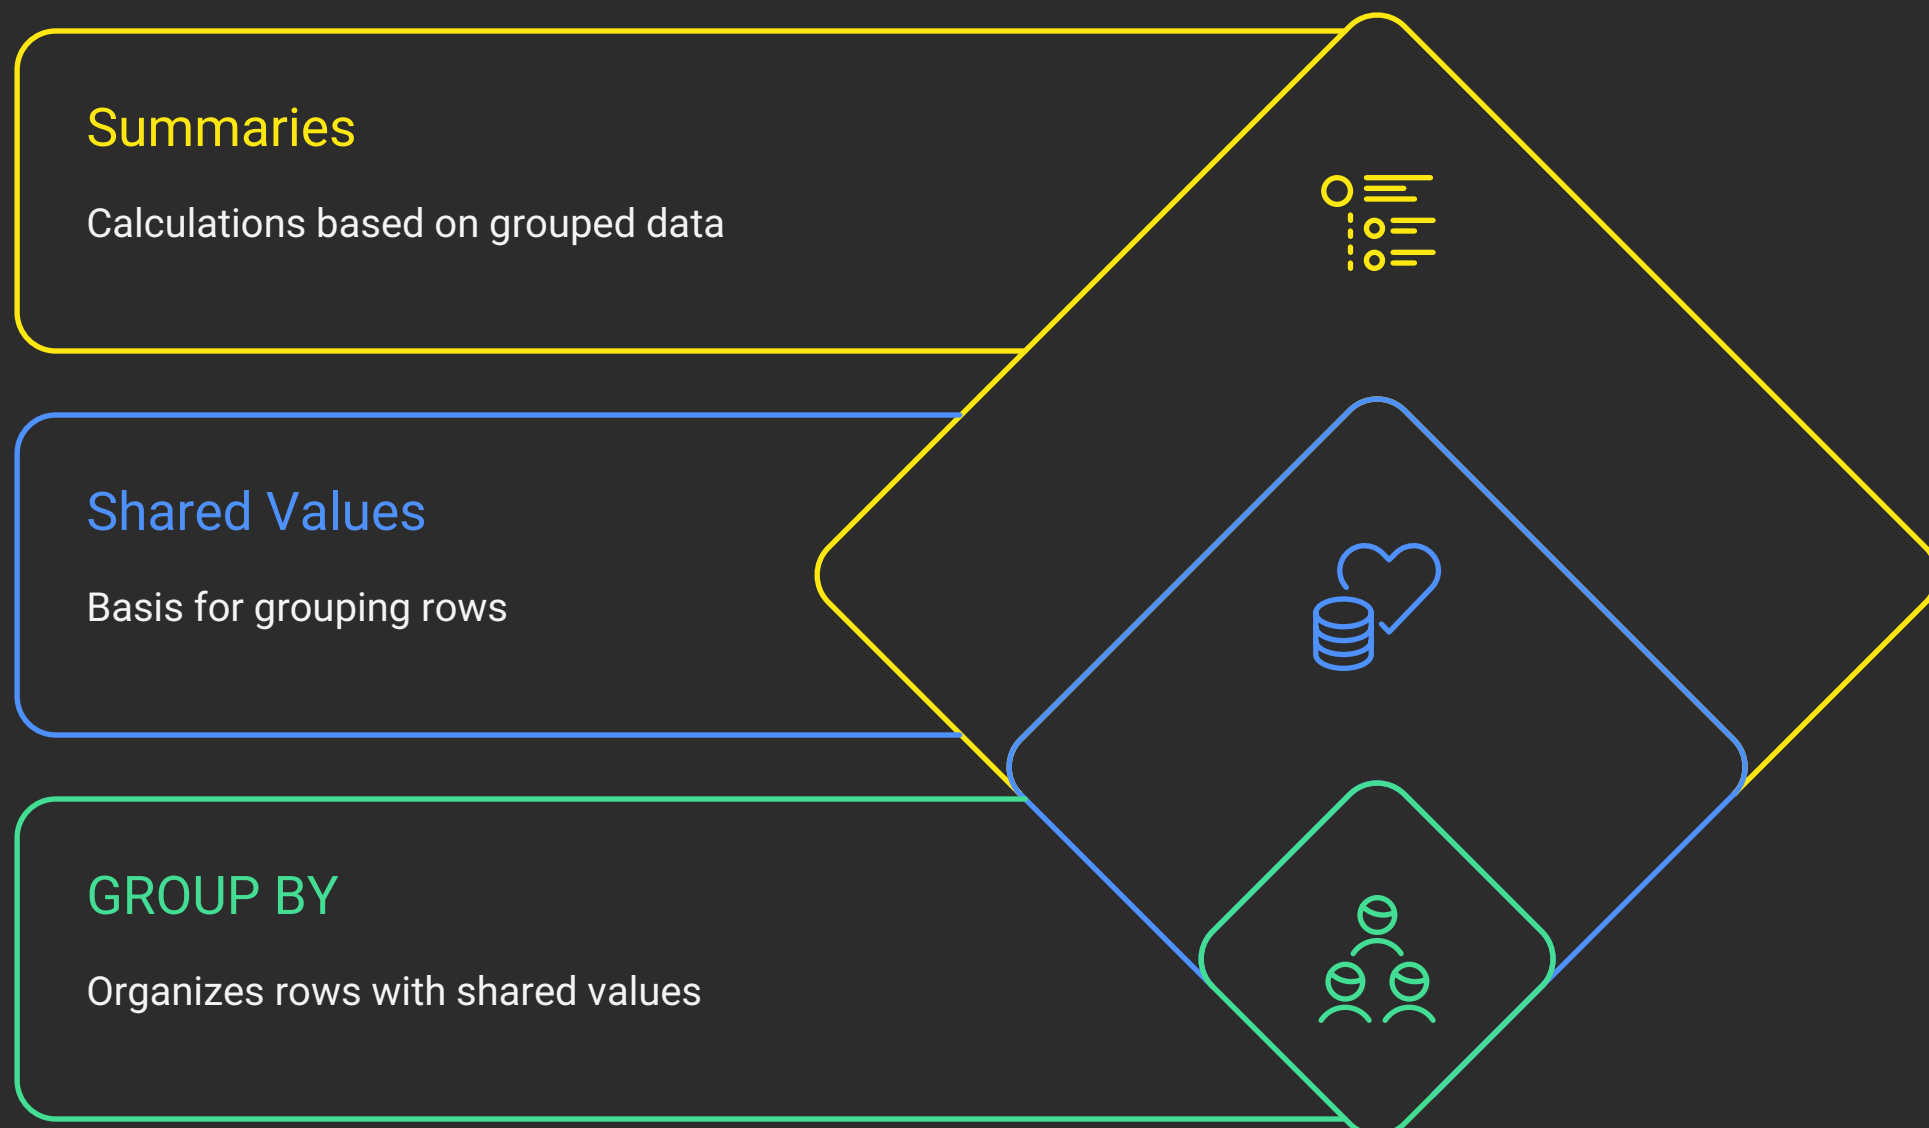 Summaries
Calculations based on grouped data
Shared Values
Basis for grouping rows
GROUP BY
Organizes rows with shared values